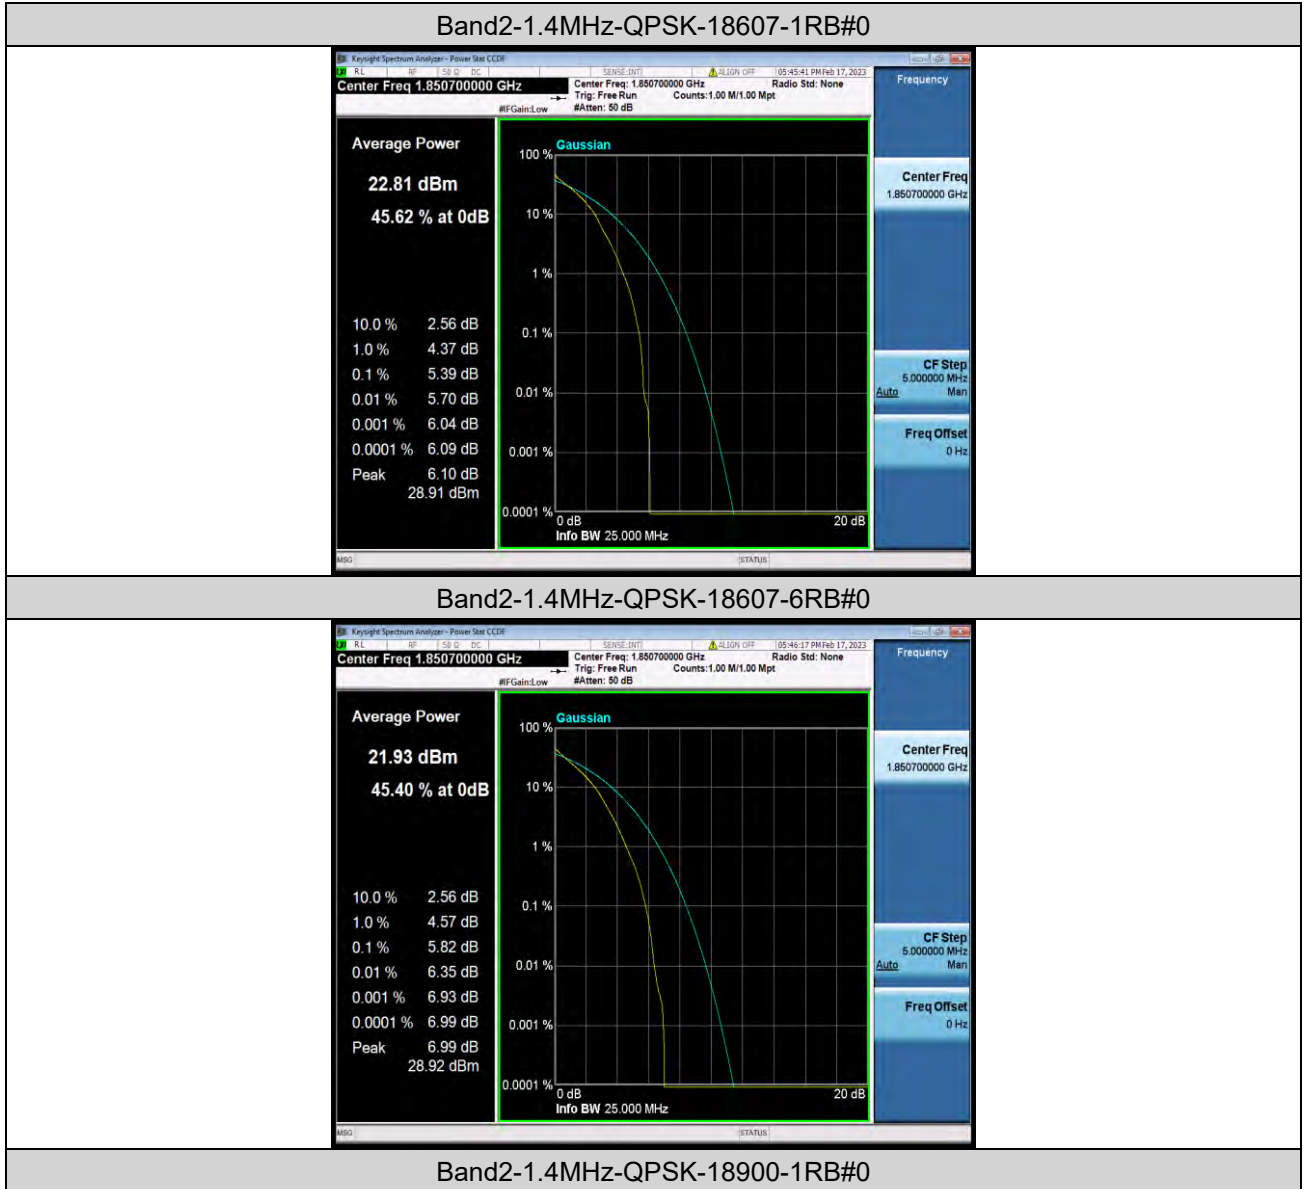 Band2-1.4MHz-QPSK-18607-1RB#0
Keysight Spectrum Analyzer - Power Stat CCDF
RL RF 50 Ω DC SENSE:INT ALIGN OFF 05:45:41 PM Feb 17, 2023
Center Freq 1.850700000 GHz
Center Freq: 1.850700000 GHz Radio Std: None
Trig: Free Run Counts:1.00 M/1.00 Mpt
#IFGain:Low #Atten: 50 dB
Frequency
Average Power
22.81 dBm
45.62 % at 0dB
10.0 % 2.56 dB
1.0 % 4.37 dB
0.1 % 5.39 dB
0.01 % 5.70 dB
0.001 % 6.04 dB
0.0001 % 6.09 dB
Peak 6.10 dB
28.91 dBm
Gaussian
100 %
10 %
1 %
0.1 %
0.01 %
0.001 %
0.0001 %
0 dB 20 dB
Info BW 25.000 MHz
Center Freq
1.850700000 GHz
CF Step
5.000000 MHz
Auto Man
Freq Offset
0 Hz
MSG STATUS
Band2-1.4MHz-QPSK-18607-6RB#0
Keysight Spectrum Analyzer - Power Stat CCDF
RL RF 50 Ω DC SENSE:INT ALIGN OFF 05:46:17 PM Feb 17, 2023
Center Freq 1.850700000 GHz
Center Freq: 1.850700000 GHz Radio Std: None
Trig: Free Run Counts:1.00 M/1.00 Mpt
#IFGain:Low #Atten: 50 dB
Frequency
Average Power
21.93 dBm
45.40 % at 0dB
10.0 % 2.56 dB
1.0 % 4.57 dB
0.1 % 5.82 dB
0.01 % 6.35 dB
0.001 % 6.93 dB
0.0001 % 6.99 dB
Peak 6.99 dB
28.92 dBm
Gaussian
100 %
10 %
1 %
0.1 %
0.01 %
0.001 %
0.0001 %
0 dB 20 dB
Info BW 25.000 MHz
Center Freq
1.850700000 GHz
CF Step
5.000000 MHz
Auto Man
Freq Offset
0 Hz
MSG STATUS
Band2-1.4MHz-QPSK-18900-1RB#0